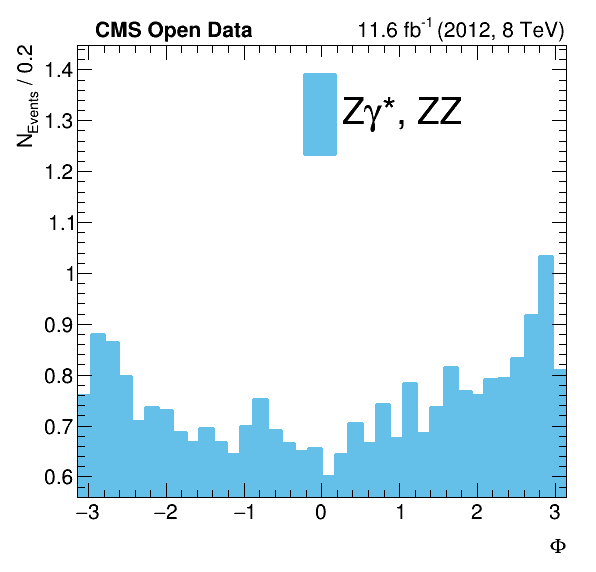 CMS Open Data 11.6 fb⁻¹ (2012, 8 TeV)
N_Events / 0.2
Zγ*, ZZ
1.4
1.3
1.2
1.1
1
0.9
0.8
0.7
0.6
−3 −2 −1 0 1 2 3
Φ